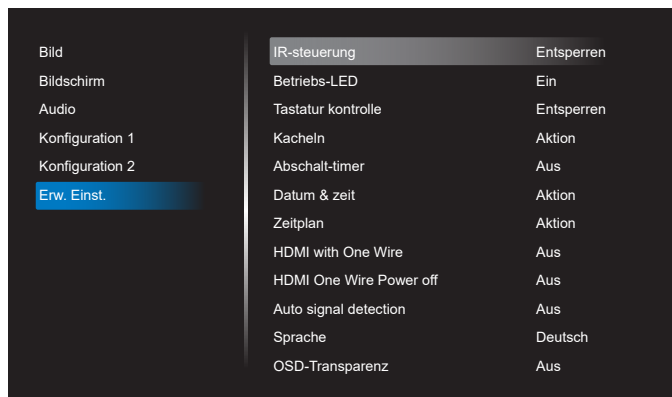 Bild
Bildschirm
Audio
Konfiguration 1
Konfiguration 2
Erw. Einst.
IR-steuerung Entsperren
Betriebs-LED Ein
Tastatur kontrolle Entsperren
Kacheln Aktion
Abschalt-timer Aus
Datum & zeit Aktion
Zeitplan Aktion
HDMI with One Wire Aus
HDMI One Wire Power off Aus
Auto signal detection Aus
Sprache Deutsch
OSD-Transparenz Aus